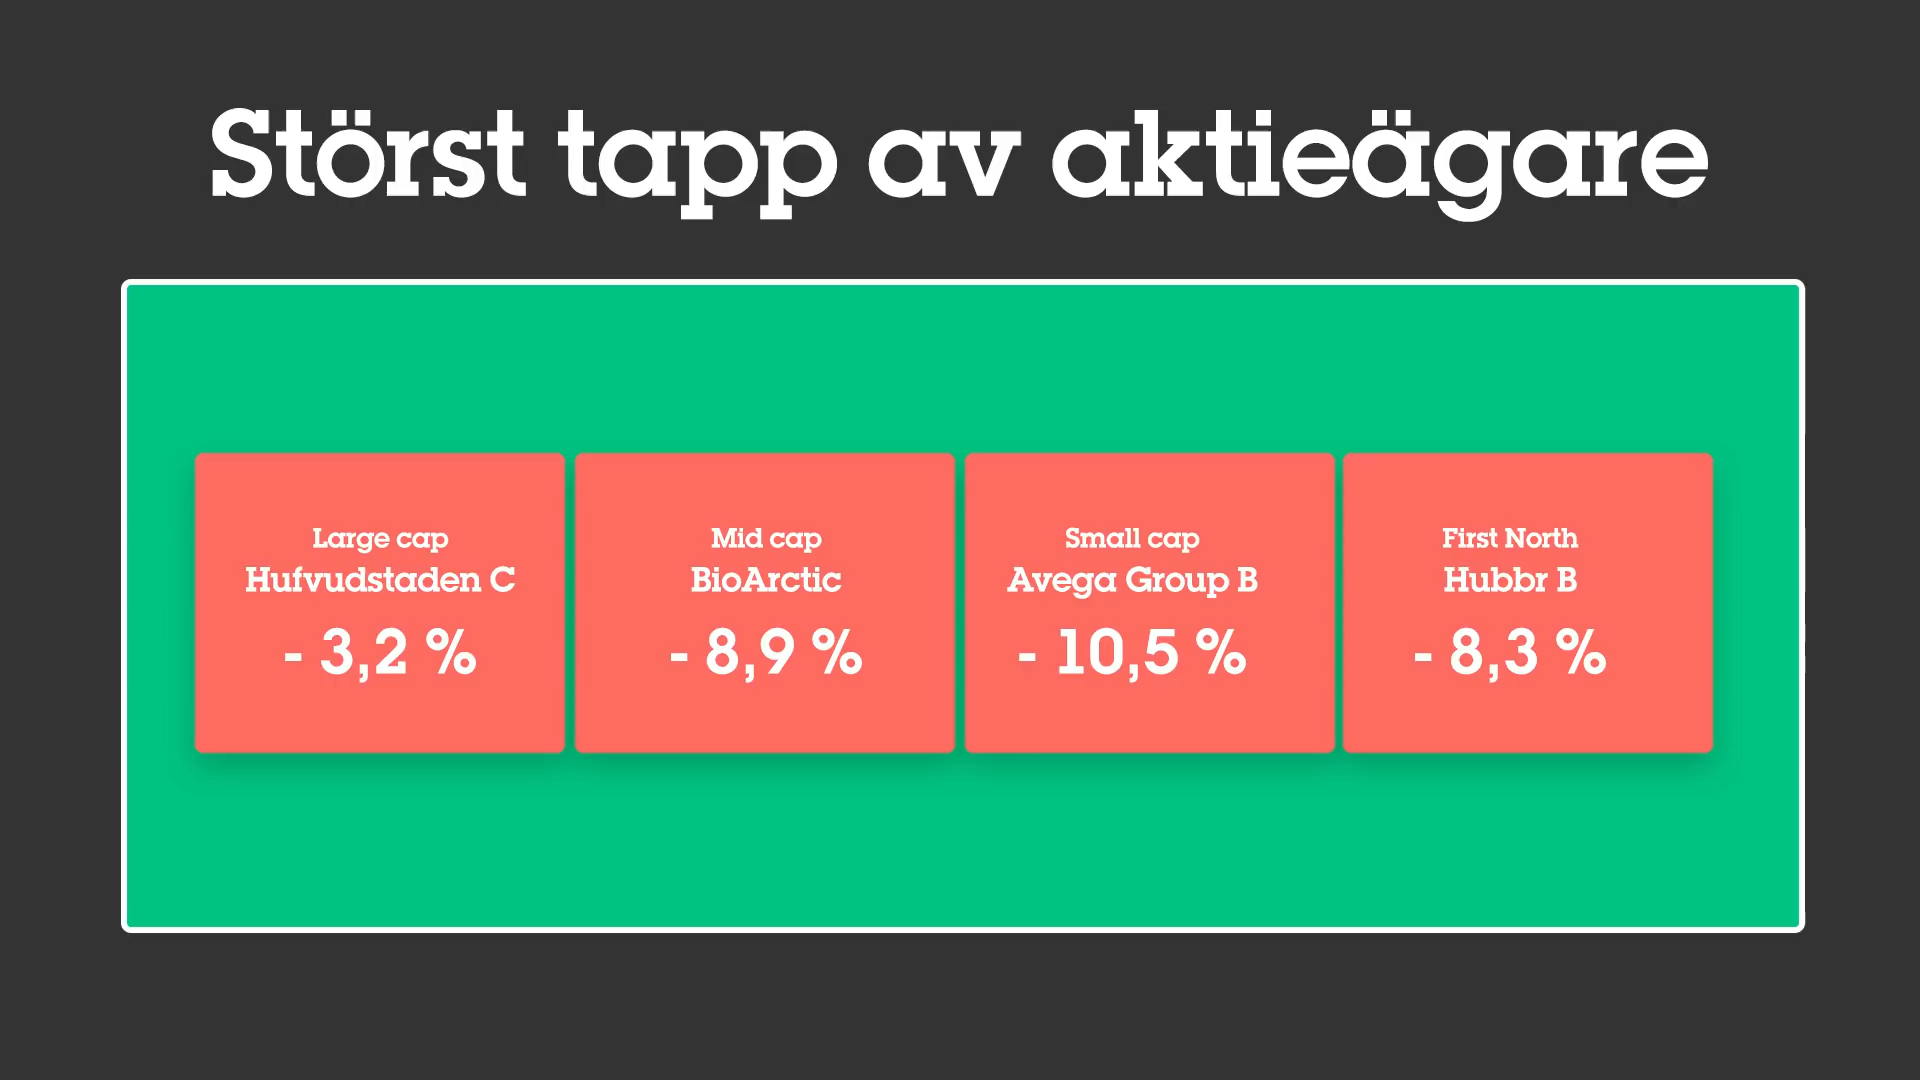 Störst tapp av aktieägare
Large cap
Hufvudstaden C
- 3,2 %
Mid cap
BioArctic
- 8,9 %
Small cap
Avega Group B
- 10,5 %
First North
Hubbr B
- 8,3 %